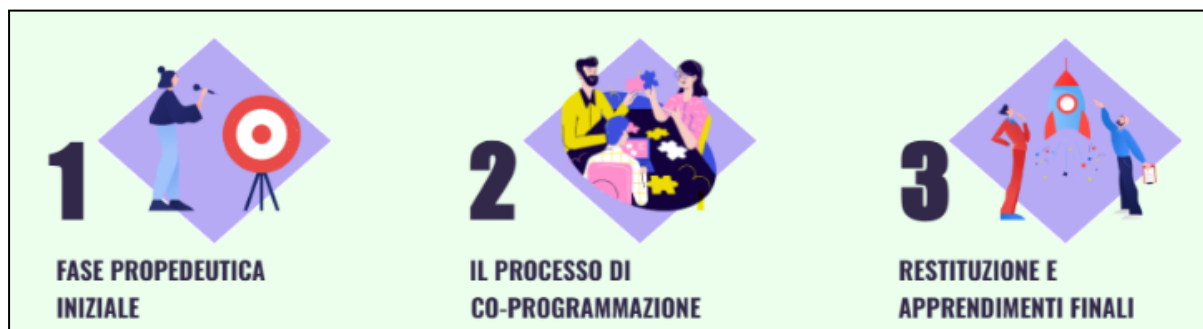 1
FASE PROPEDEUTICA
INIZIALE
2
IL PROCESSO DI
CO-PROGRAMMAZIONE
3
RESTITUZIONE E
APPRENDIMENTI FINALI